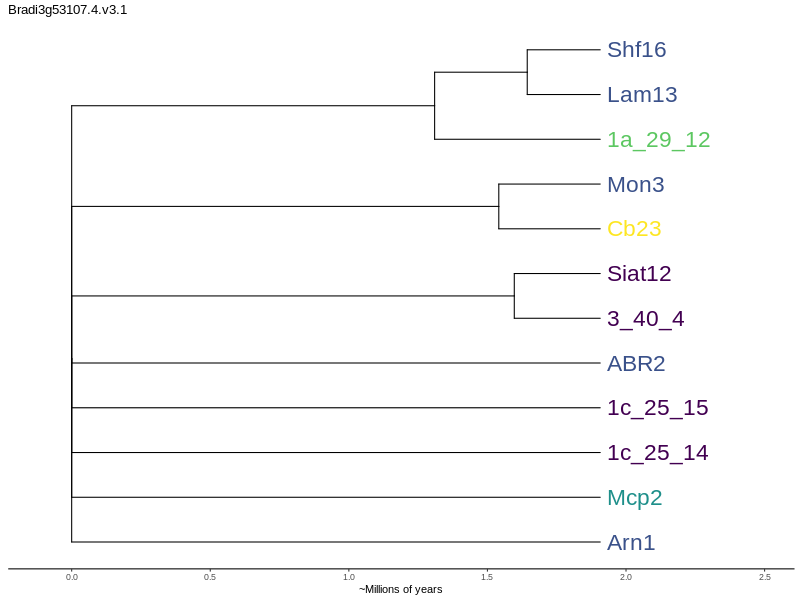 Bradi3g53107.4.v3.1
Shf16
Lam13
1a_29_12
Mon3
Cb23
Siat12
3_40_4
ABR2
1c_25_15
1c_25_14
Mcp2
Arn1
0.0 0.5 1.0 1.5 2.0 2.5
~Millions of years